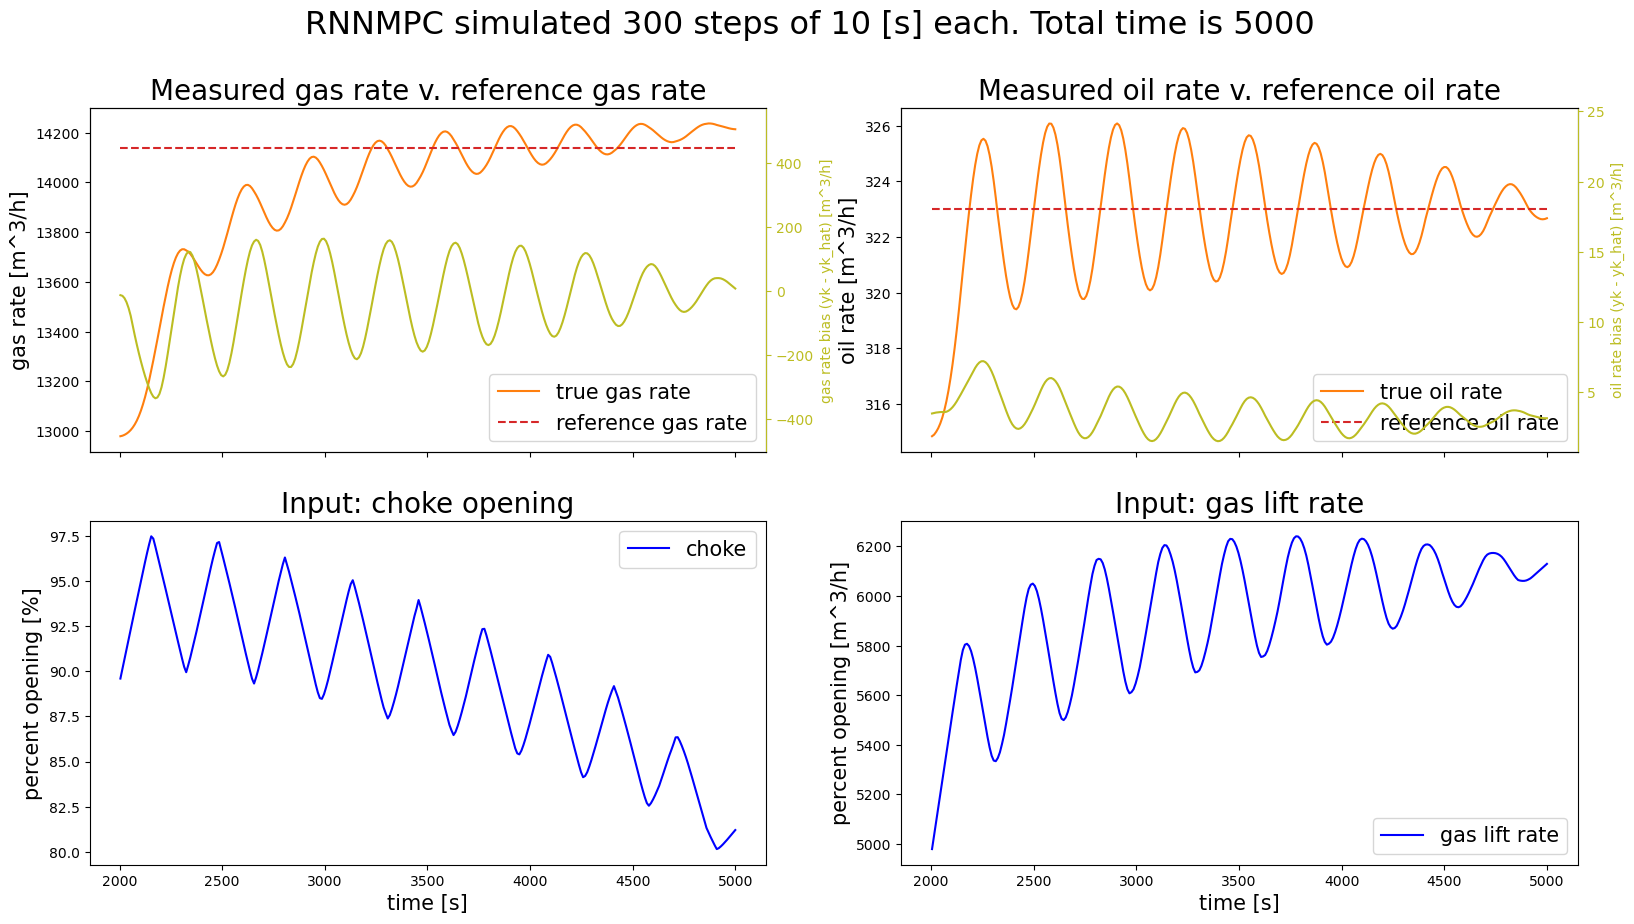 RNNMPC simulated 300 steps of 10 [s] each. Total time is 5000
Measured gas rate v. reference gas rate
gas rate [m^3/h]
14200
14000
13800
13600
13400
13200
13000
400
200
0
−200
−400
gas rate bias (yk - yk_hat) [m^3/h]
true gas rate
reference gas rate
Measured oil rate v. reference oil rate
oil rate [m^3/h]
326
324
322
320
318
316
25
20
15
10
5
oil rate bias (yk - yk_hat) [m^3/h]
true oil rate
reference oil rate
Input: choke opening
percent opening [%]
97.5
95.0
92.5
90.0
87.5
85.0
82.5
80.0
choke
2000 2500 3000 3500 4000 4500 5000
time [s]
Input: gas lift rate
percent opening [m^3/h]
6200
6000
5800
5600
5400
5200
5000
gas lift rate
2000 2500 3000 3500 4000 4500 5000
time [s]